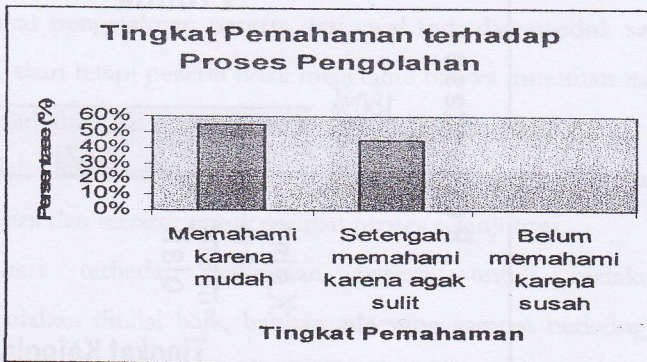 Tingkat Pemahaman terhadap
Proses Pengolahan
Persentase (%)
60%
50%
40%
30%
20%
10%
0%
Memahami
karena
mudah
Setengah
memahami
karena agak
sulit
Belum
memahami
karena
susah
Tingkat Pemahaman